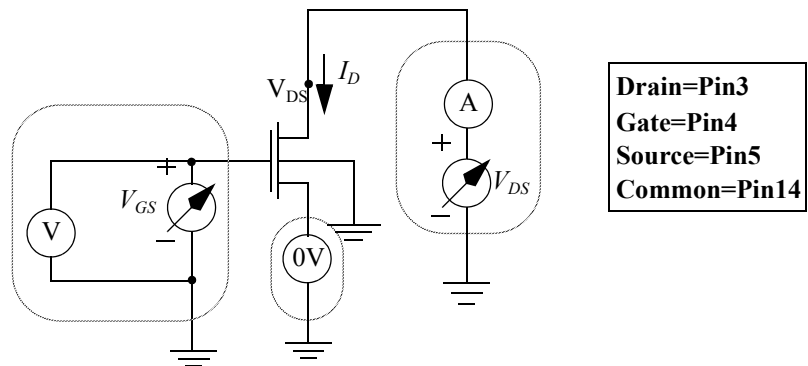 V_DS
I_D
A
+
V_DS
−
+
V_GS
−
V
0V
Drain=Pin3
Gate=Pin4
Source=Pin5
Common=Pin14